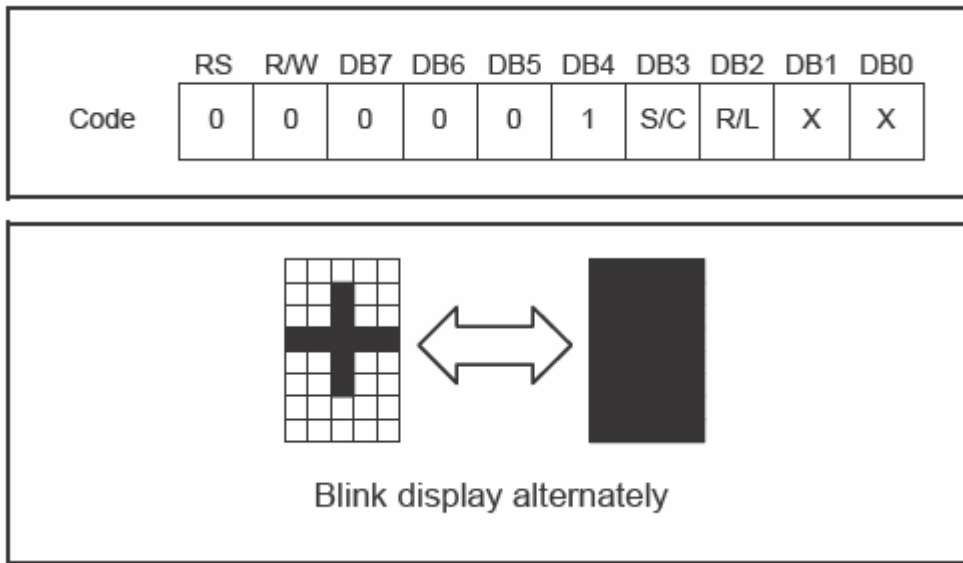 RS R/W DB7 DB6 DB5 DB4 DB3 DB2 DB1 DB0
Code 0 0 0 0 0 1 S/C R/L X X
Blink display alternately